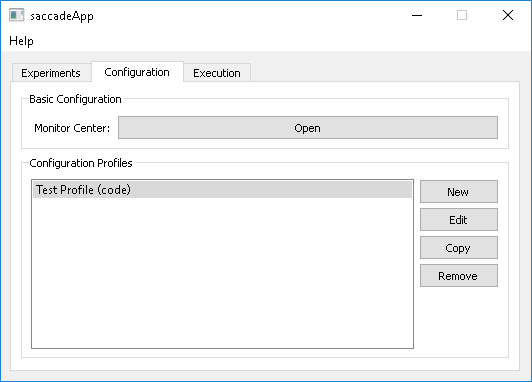 saccadeApp
Help
Experiments Configuration Execution
Basic Configuration
Monitor Center: Open
Configuration Profiles
Test Profile (code)
New
Edit
Copy
Remove